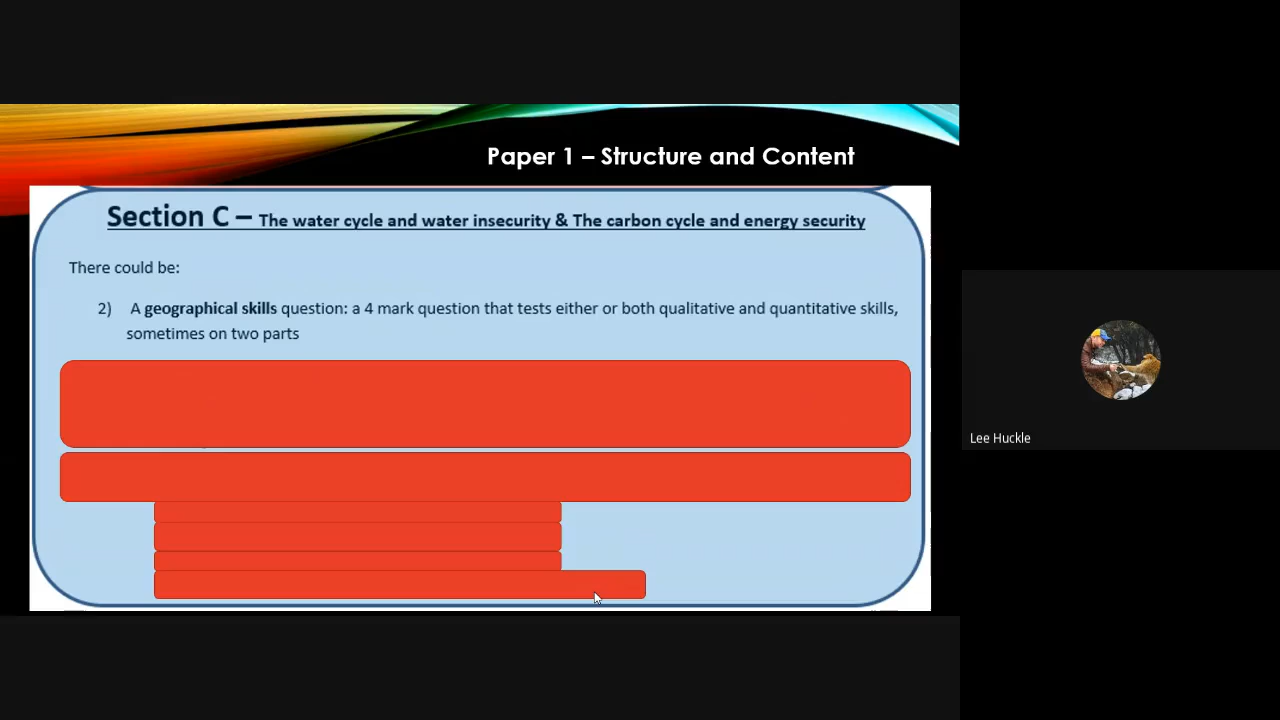 Paper 1 – Structure and Content
Section C – The water cycle and water insecurity & The carbon cycle and energy security
There could be:
2) A geographical skills question: a 4 mark question that tests either or both qualitative and quantitative skills,
sometimes on two parts
Lee Huckle